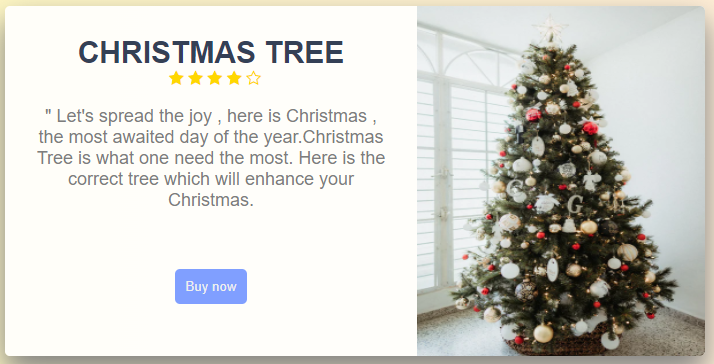 CHRISTMAS TREE
" Let's spread the joy , here is Christmas ,
the most awaited day of the year.Christmas
Tree is what one need the most. Here is the
correct tree which will enhance your
Christmas.
Buy now